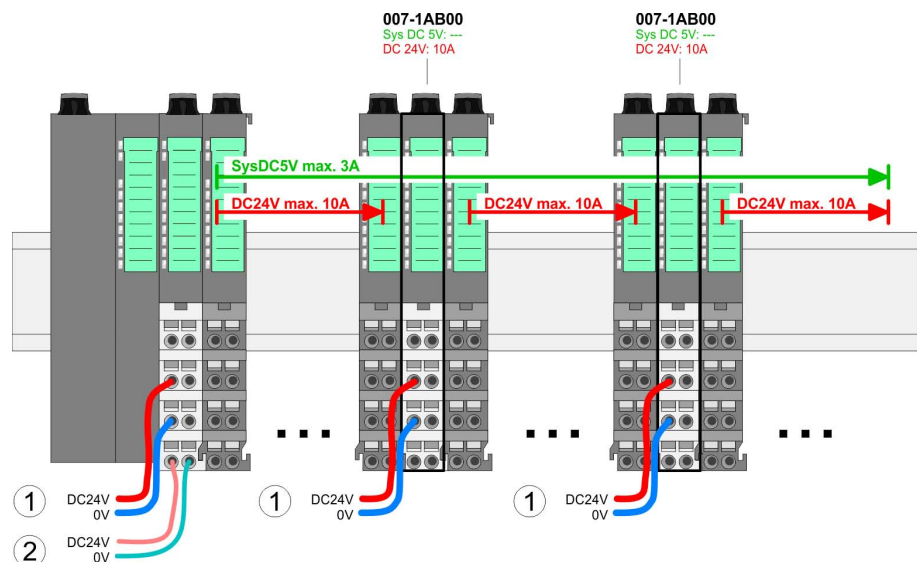 007-1AB00
Sys DC 5V: ---
DC 24V: 10A
007-1AB00
Sys DC 5V: ---
DC 24V: 10A
SysDC5V max. 3A
DC24V max. 10A
DC24V max. 10A
DC24V max. 10A
1
DC24V
0V
2
DC24V
0V
1
DC24V
0V
1
DC24V
0V